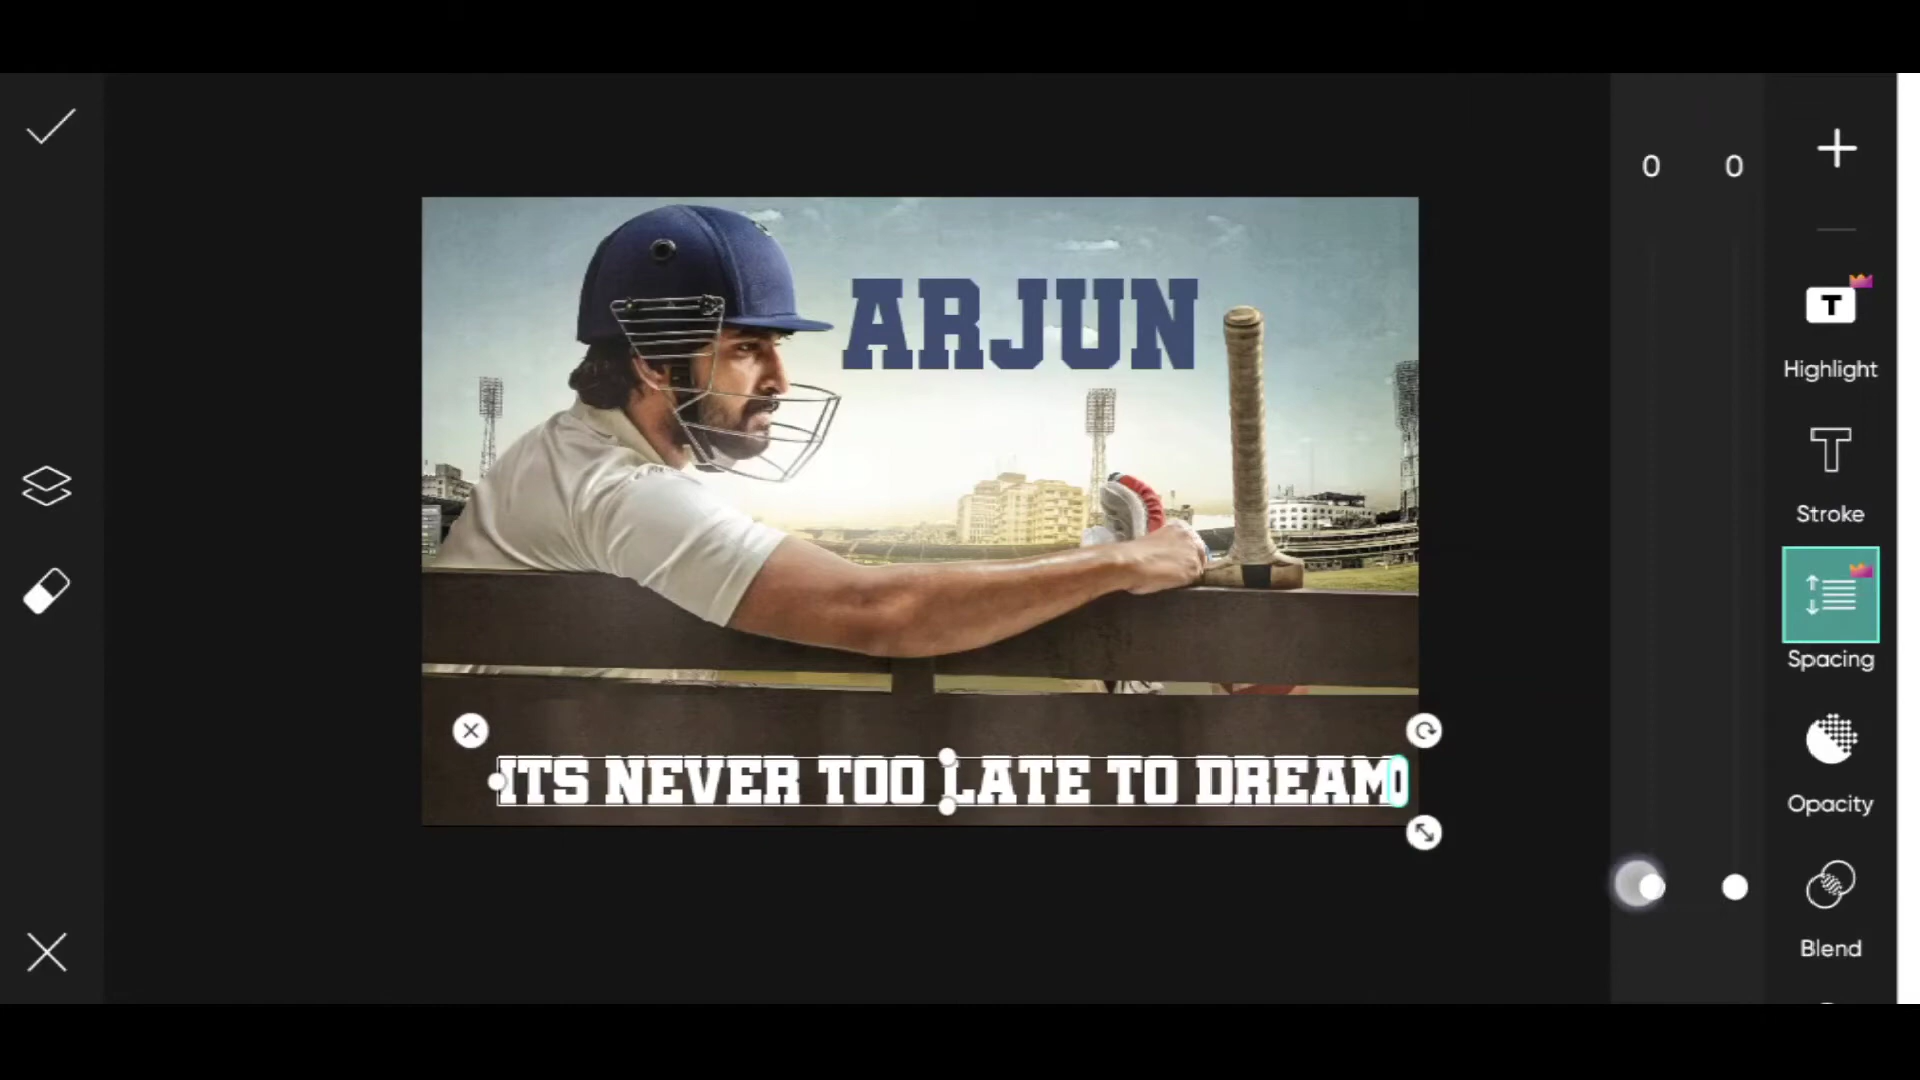 0 0
Highlight
Stroke
Spacing
Opacity
Blend
ARJUN
ITS NEVER TOO LATE TO DREAM